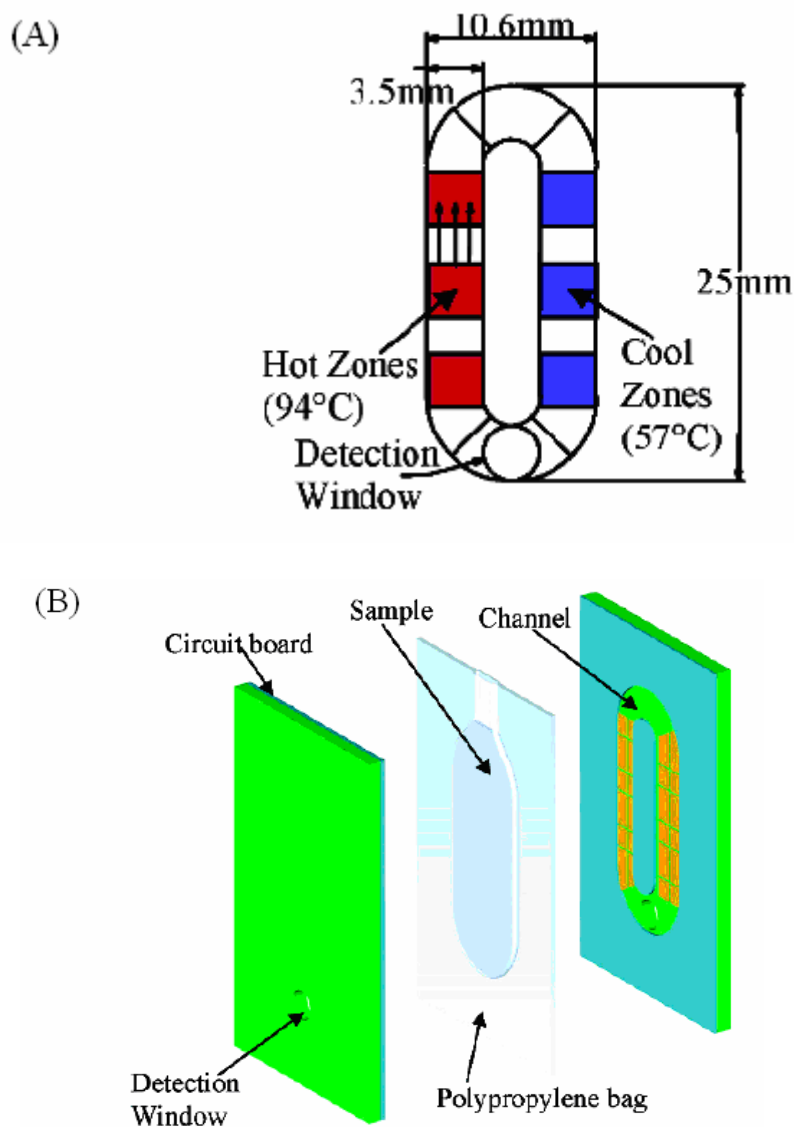 (A)
10.6mm
3.5mm
25mm
Hot Zones
(94°C)
Cool
Zones
(57°C)
Detection
Window
(B)
Sample
Channel
Circuit board
Detection
Window
Polypropylene bag